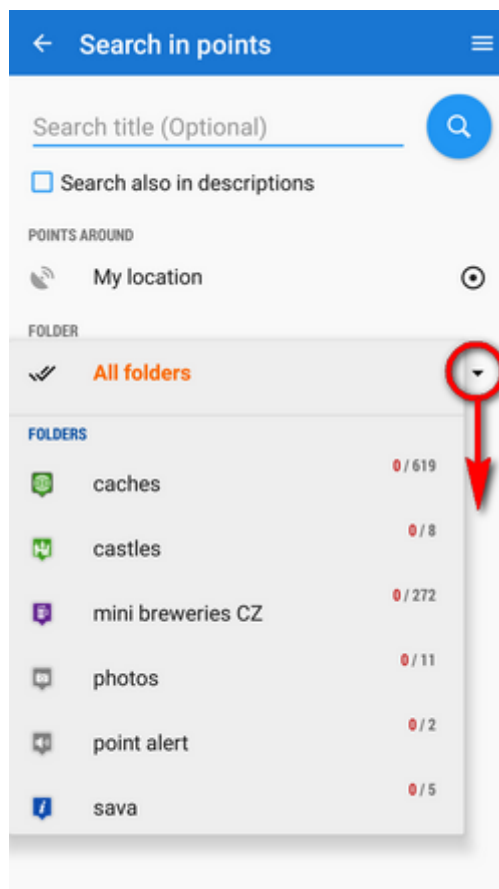 Search in points
Search title (Optional)
Search also in descriptions
POINTS AROUND
My location
FOLDER
All folders
FOLDERS
caches 0 / 619
castles 0 / 8
mini breweries CZ 0 / 272
photos 0 / 11
point alert 0 / 2
sava 0 / 5